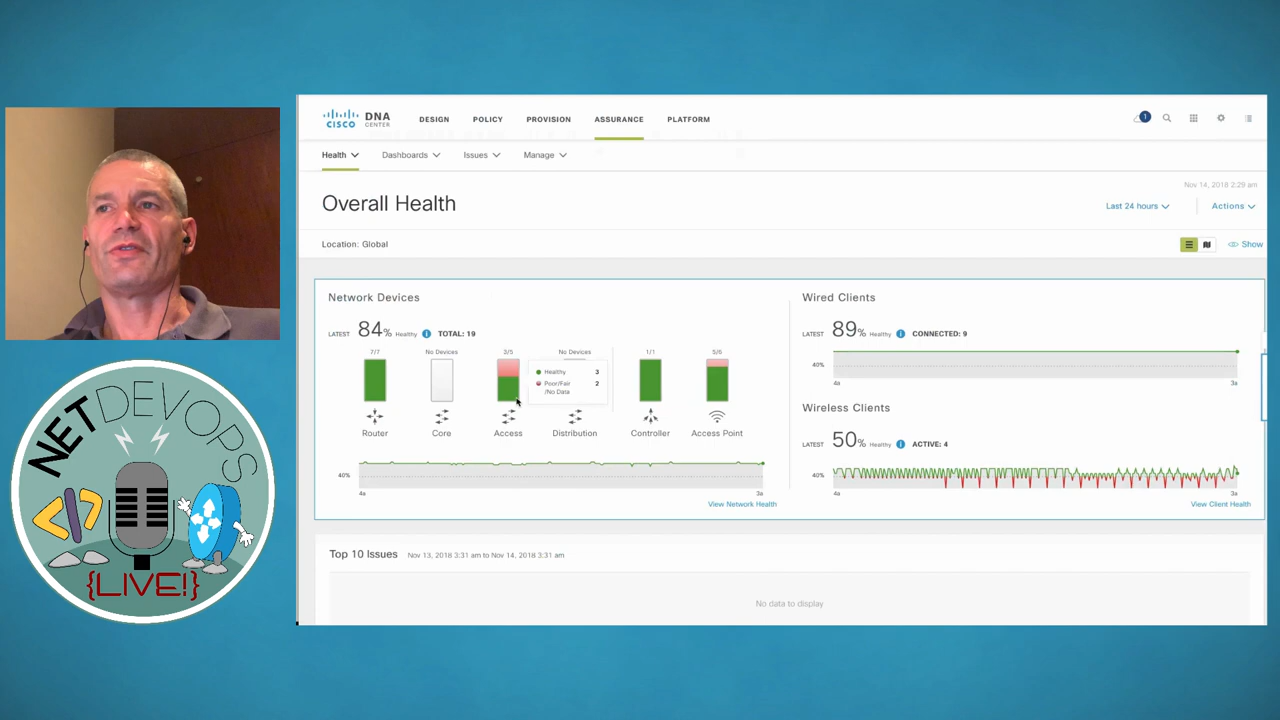 CISCO DNA CENTER DESIGN POLICY PROVISION ASSURANCE PLATFORM 1
Health Dashboards Issues Manage
Nov 14, 2018 2:29 am
Overall Health
Last 24 hours Actions
Location: Global
Show
Network Devices
LATEST 84% Healthy TOTAL: 19
7/7 No Devices 3/5 No Devices 1/1 5/6
Healthy 3
Poor/Fair 2
/No Data
Router Core Access Distribution Controller Access Point
40%
4a 3a
View Network Health
Wired Clients
LATEST 89% Healthy CONNECTED: 9
40%
4a 3a
Wireless Clients
LATEST 50% Healthy ACTIVE: 4
40%
4a 3a
View Client Health
Top 10 Issues Nov 13, 2018 3:31 am to Nov 14, 2018 3:31 am
No data to display
NETDEVOPS
</>
{LIVE!}